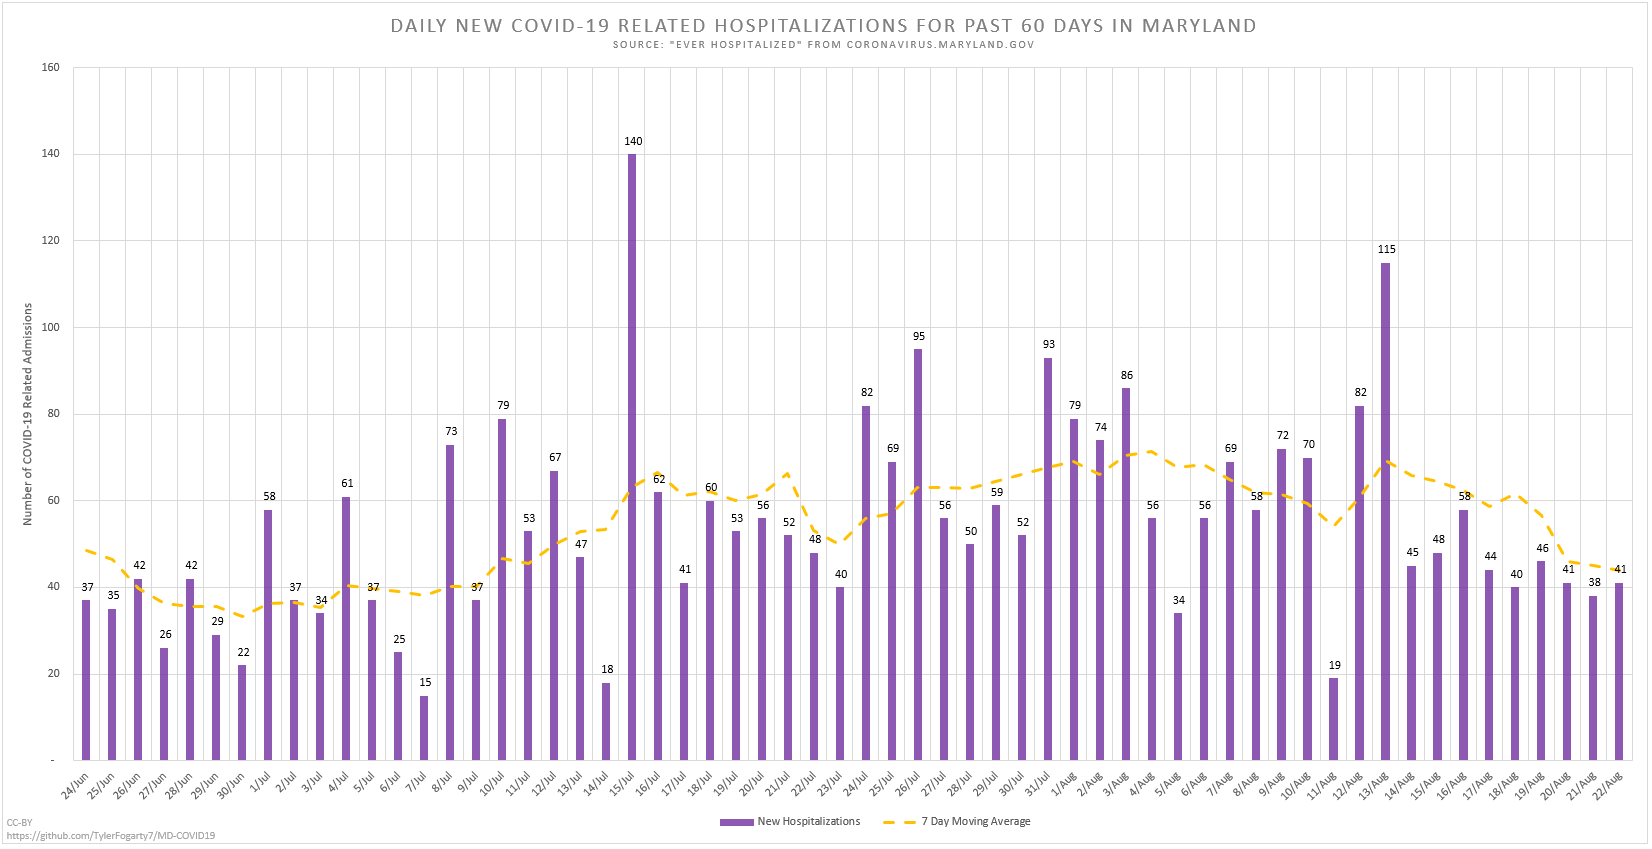 DAILY NEW COVID-19 RELATED HOSPITALIZATIONS FOR PAST 60 DAYS IN MARYLAND
SOURCE: "EVER HOSPITALIZED" FROM CORONAVIRUS.MARYLAND.GOV
Number of COVID-19 Related Admissions
160
140
120
100
80
60
40
20
-
37 35 42 26 42 29 22 58 37 34 61 37 25 15 73 37 79 53 67 47 18 140 62 41 60 53 56 52 48 40 82 69 95 56 50 59 52 93 79 74 86 56 34 56 69 58 72 70 19 82 115 45 48 58 44 40 46 41 38 41
24/Jun 25/Jun 26/Jun 27/Jun 28/Jun 29/Jun 30/Jun 1/Jul 2/Jul 3/Jul 4/Jul 5/Jul 6/Jul 7/Jul 8/Jul 9/Jul 10/Jul 11/Jul 12/Jul 13/Jul 14/Jul 15/Jul 16/Jul 17/Jul 18/Jul 19/Jul 20/Jul 21/Jul 22/Jul 23/Jul 24/Jul 25/Jul 26/Jul 27/Jul 28/Jul 29/Jul 30/Jul 31/Jul 1/Aug 2/Aug 3/Aug 4/Aug 5/Aug 6/Aug 7/Aug 8/Aug 9/Aug 10/Aug 11/Aug 12/Aug 13/Aug 14/Aug 15/Aug 16/Aug 17/Aug 18/Aug 19/Aug 20/Aug 21/Aug 22/Aug
New Hospitalizations 7 Day Moving Average
CC-BY
https://github.com/TylerFogarty7/MD-COVID19